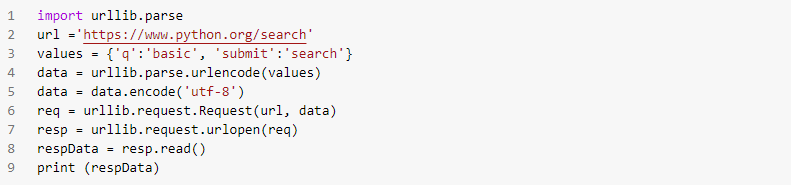 1 import urllib.parse
2 url ='https://www.python.org/search'
3 values = {'q':'basic', 'submit':'search'}
4 data = urllib.parse.urlencode(values)
5 data = data.encode('utf-8')
6 req = urllib.request.Request(url, data)
7 resp = urllib.request.urlopen(req)
8 respData = resp.read()
9 print (respData)